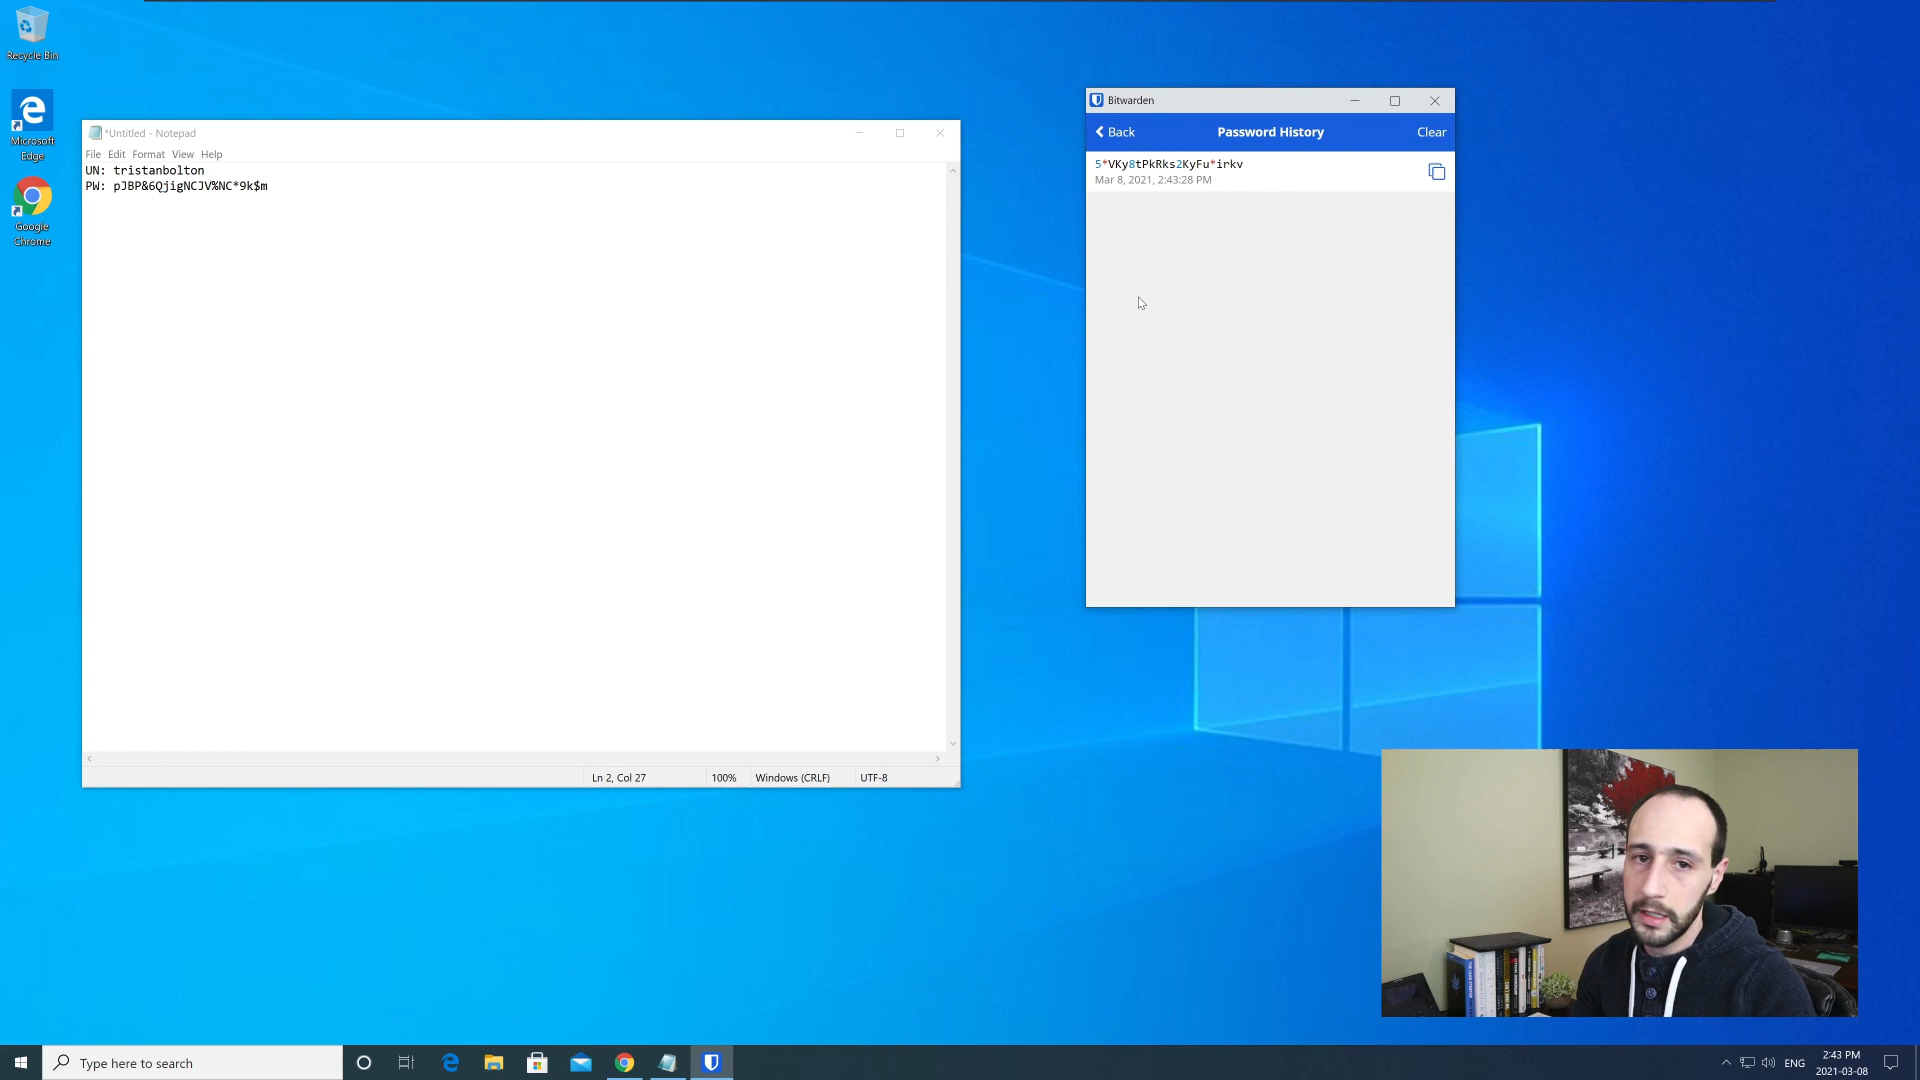 Recycle Bin
Microsoft
Edge
Google
Chrome
*Untitled - Notepad
File Edit Format View Help
UN: tristanbolton
PW: pJBP&6QjigNCJV%NC*9k$m
Ln 2, Col 27
100%
Windows (CRLF)
UTF-8
Bitwarden
Back
Password History
Clear
5*VKy8tPkRks2KyFu*irkv
Mar 8, 2021, 2:43:28 PM
Type here to search
ENG
2:43 PM
2021-03-08